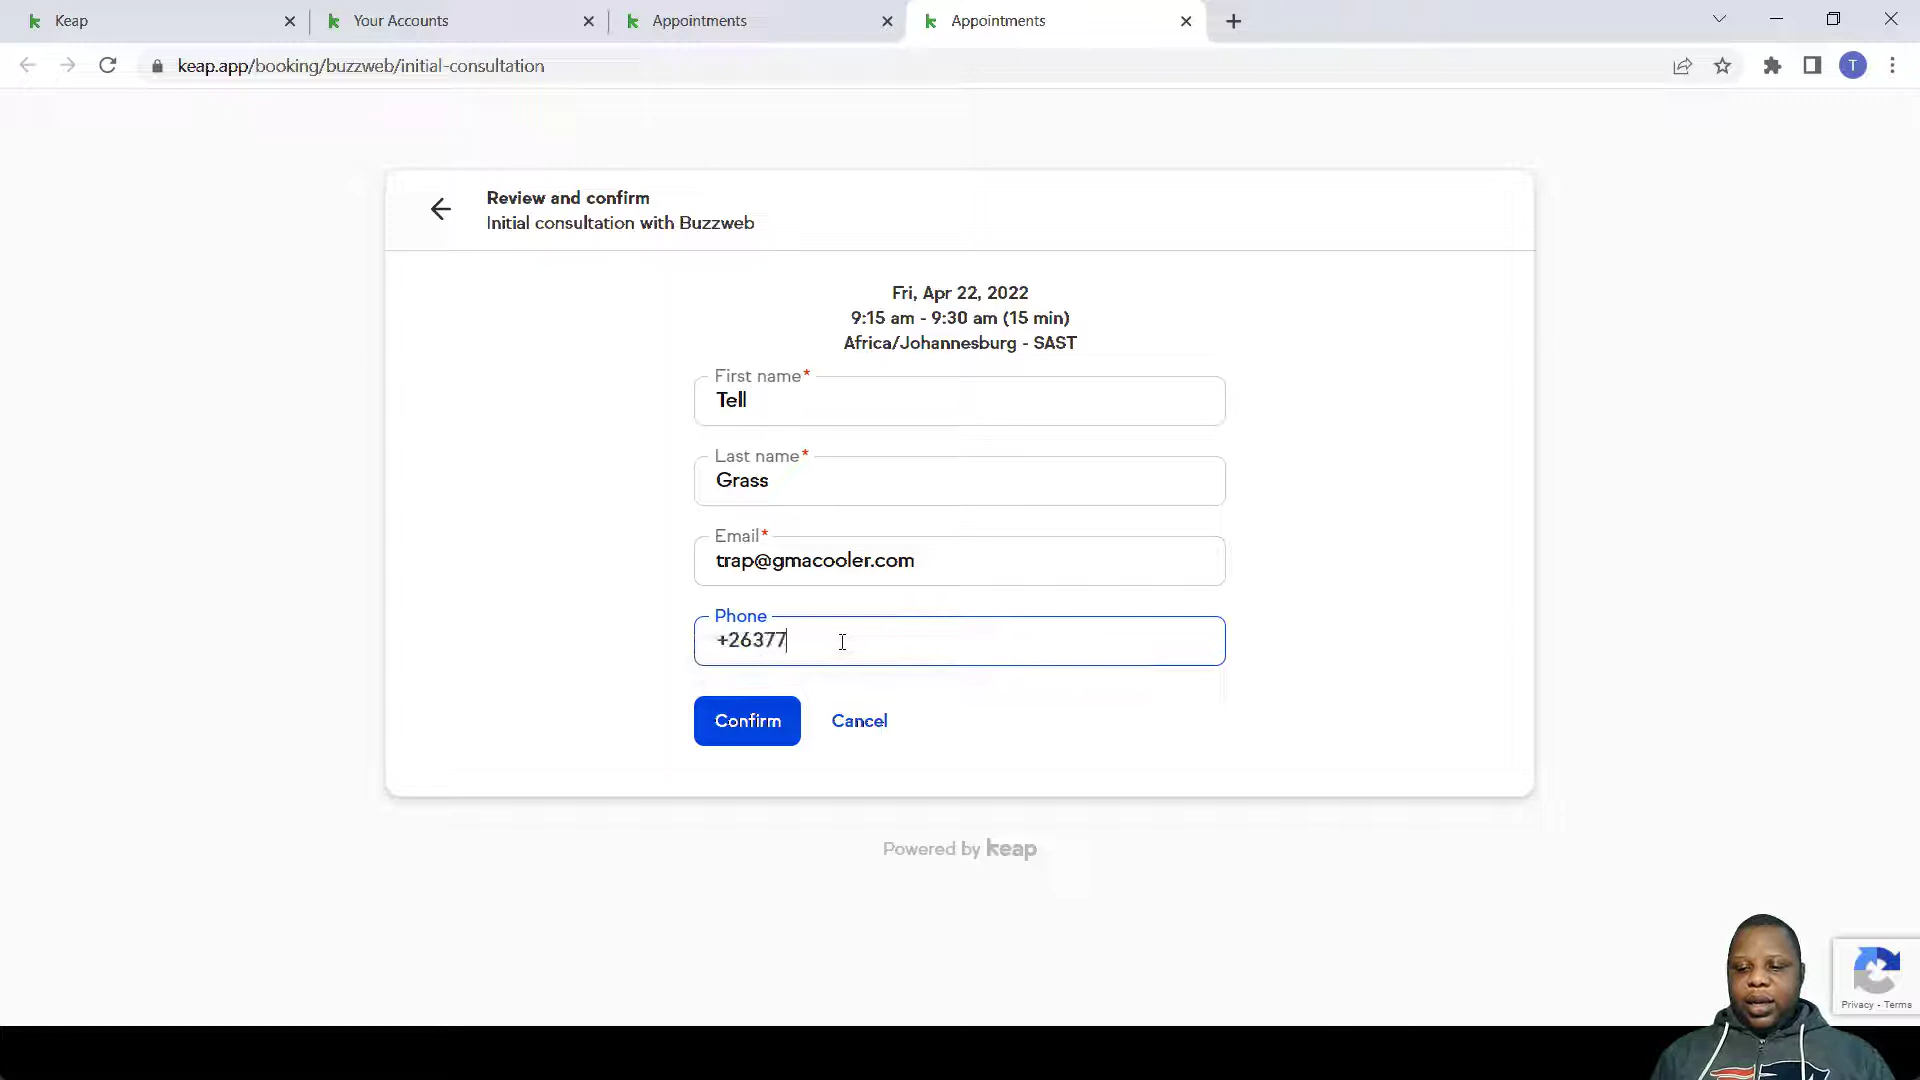 Keap
Your Accounts
Appointments
Appointments
keap.app/booking/buzzweb/initial-consultation
T
Review and confirm
Initial consultation with Buzzweb
Fri, Apr 22, 2022
9:15 am - 9:30 am (15 min)
Africa/Johannesburg - SAST
First name*
Tell
Last name*
Grass
Email*
trap@gmacooler.com
Phone
+26377
Confirm
Cancel
Powered by keap
Privacy - Terms